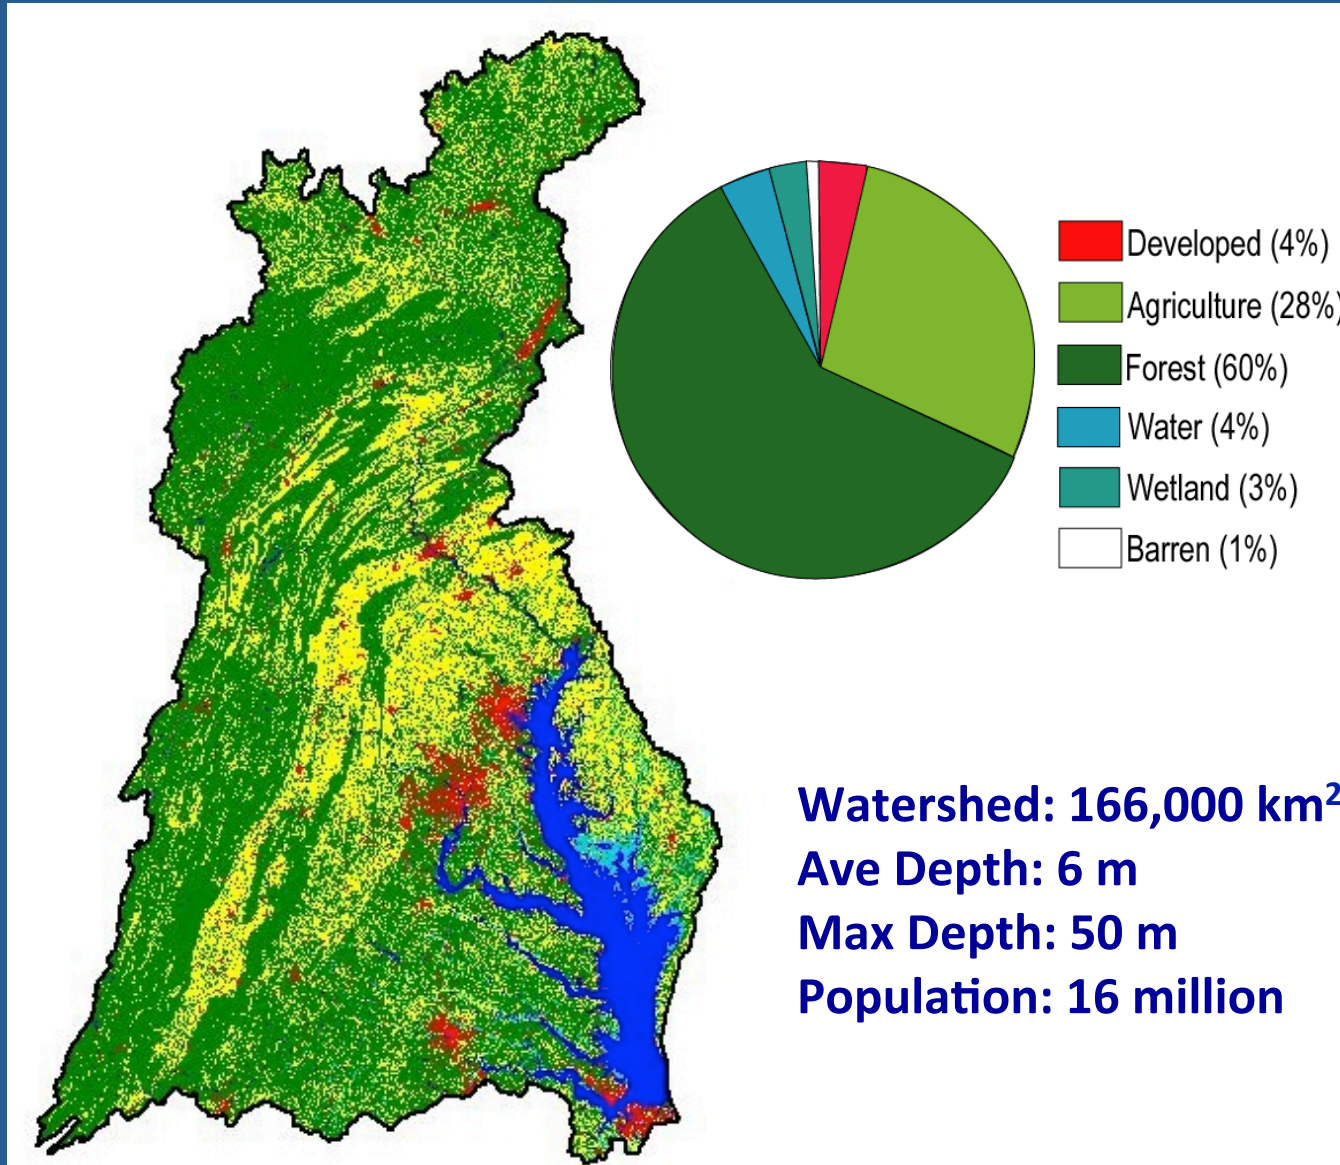 Developed (4%)
Agriculture (28%)
Forest (60%)
Water (4%)
Wetland (3%)
Barren (1%)
Watershed: 166,000 km²
Ave Depth: 6 m
Max Depth: 50 m
Population: 16 million